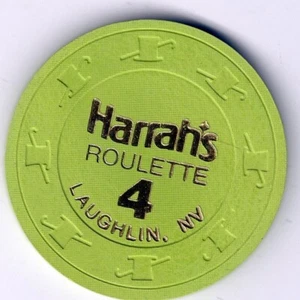 Harrah's
ROULETTE
4
LAUGHLIN, NV